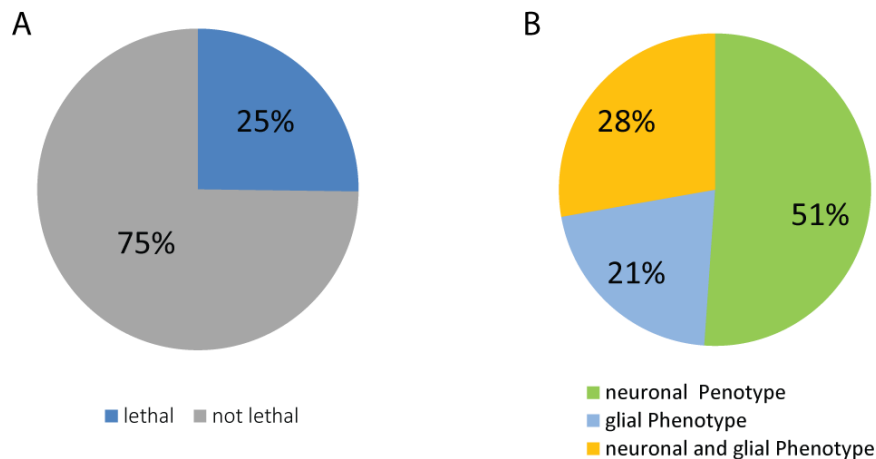 A
B
25%
75%
28%
51%
21%
lethal not lethal
neuronal Penotype
glial Phenotype
neuronal and glial Phenotype